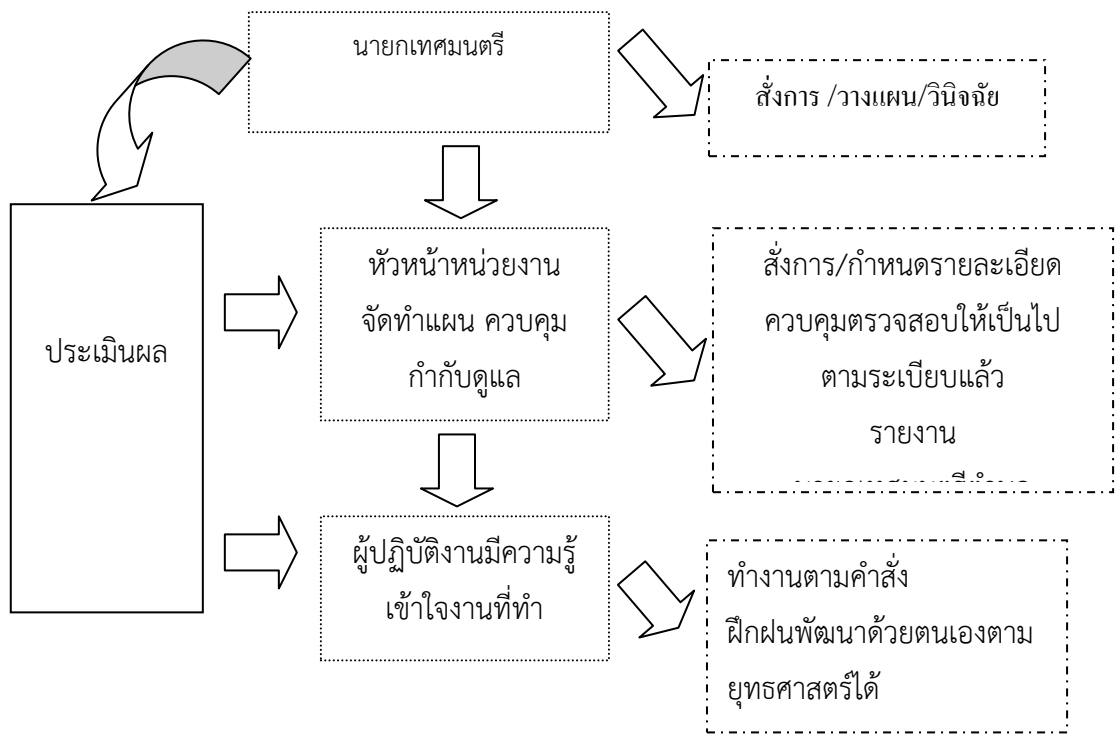 นายกเทศมนตรี
สั่งการ /วางแผน/วินิจฉัย
ประเมินผล
หัวหน้าหน่วยงาน
จัดทำแผน ควบคุม
กำกับดูแล
สั่งการ/กำหนดรายละเอียด
ควบคุมตรวจสอบให้เป็นไป
ตามระเบียบแล้ว
รายงาน
ผู้ปฏิบัติงานมีความรู้
เข้าใจงานที่ทำ
ทำงานตามคำสั่ง
ฝึกฝนพัฒนาด้วยตนเองตาม
ยุทธศาสตร์ได้